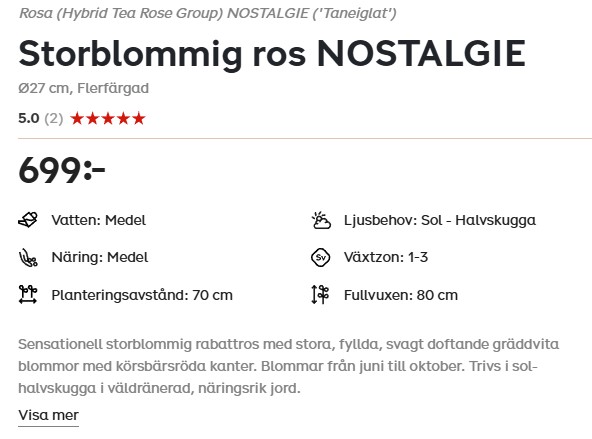 Rosa (Hybrid Tea Rose Group) NOSTALGIE ('Taneiglat')
Storblommig ros NOSTALGIE
Ø27 cm, Flerfärgad
5.0 (2) ★★★★★
699:-
Vatten: Medel
Ljusbehov: Sol - Halvskugga
Näring: Medel
Sv
Växtzon: 1-3
Planteringsavstånd: 70 cm
Fullvuxen: 80 cm
Sensationell storblommig rabattros med stora, fyllda, svagt doftande gräddvita
blommor med körsbärsröda kanter. Blommar från juni till oktober. Trivs i sol-
halvskugga i väldränerad, näringsrik jord.
Visa mer